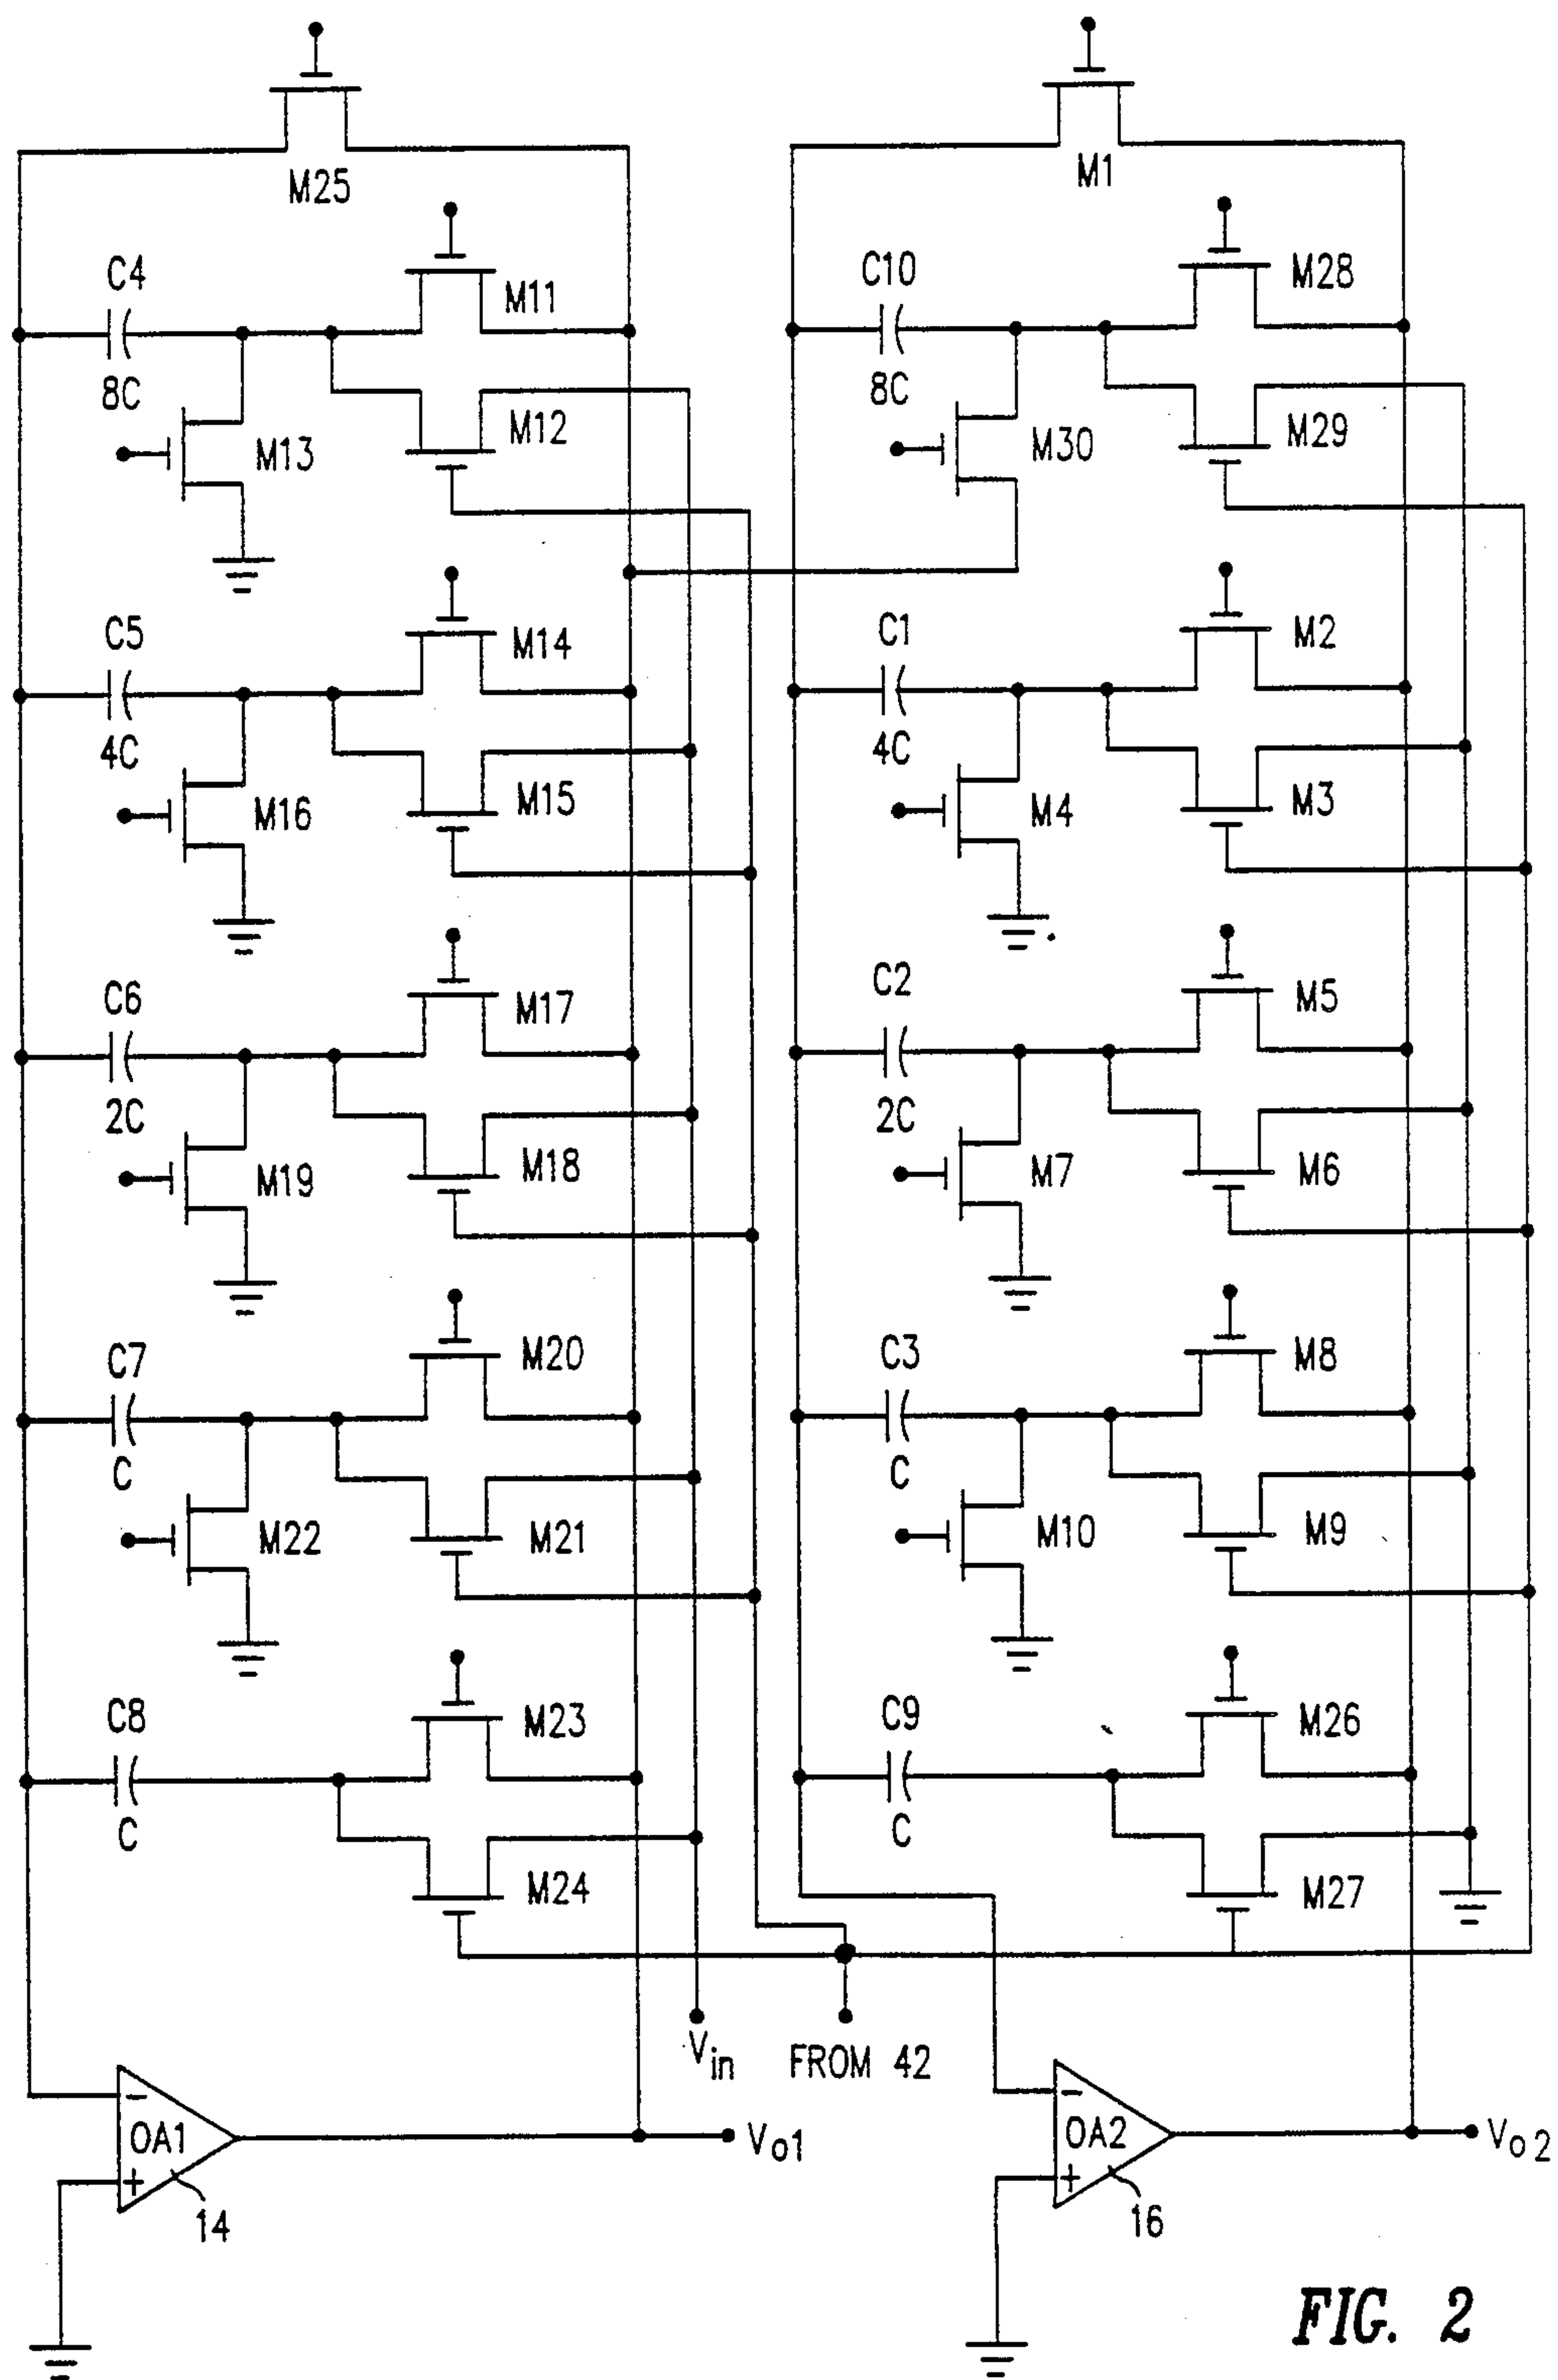 M25
M1
C4
M11
C10
M28
8C
M13
M12
8C
M30
M29
C5
M14
C1
M2
4C
M16
M15
4C
M4
M3
C6
M17
C2
M5
2C
M19
M18
2C
M7
M6
C7
M20
C3
M8
C
M22
M21
C
M10
M9
C8
M23
C9
M26
C
M24
C
M27
Vin
FROM 42
− OA1 +
Vo1
− OA2 +
Vo2
14
16
FIG. 2